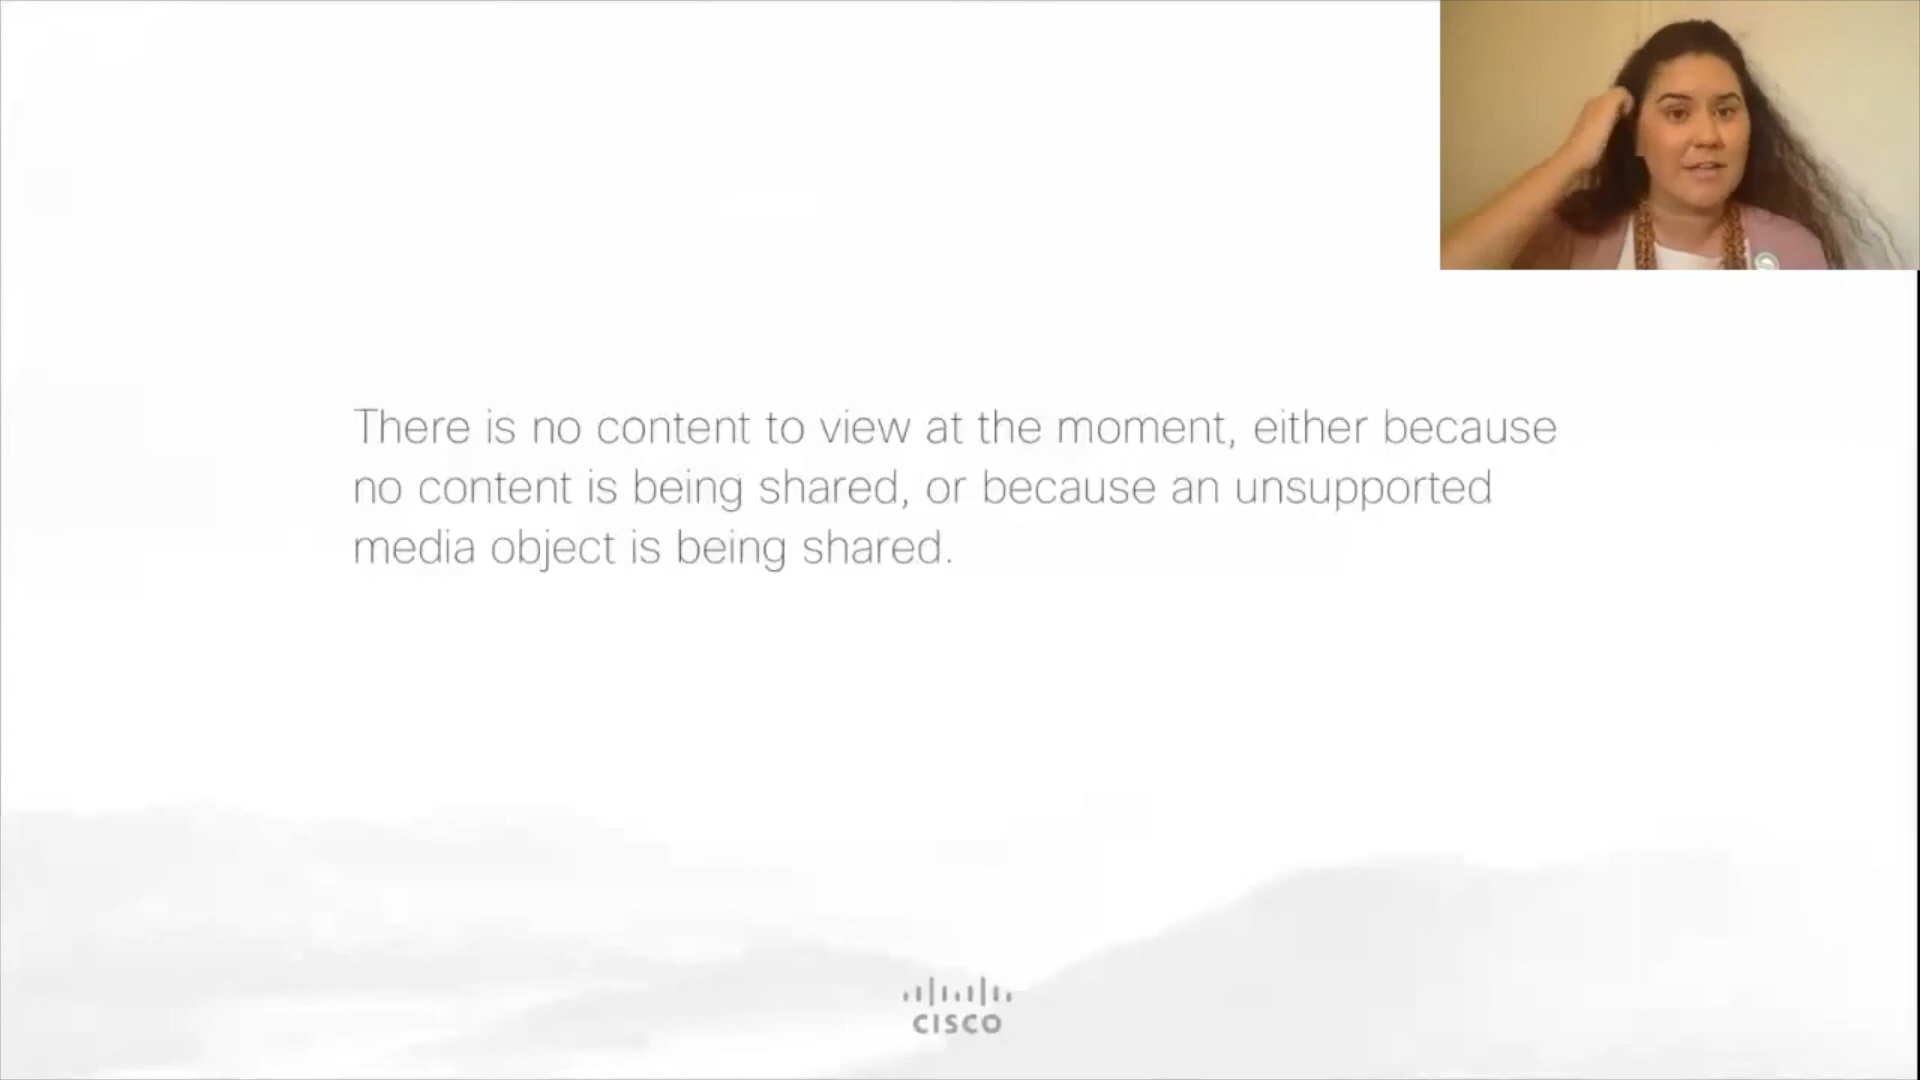 There is no content to view at the moment, either because
no content is being shared, or because an unsupported
media object is being shared.
CISCO